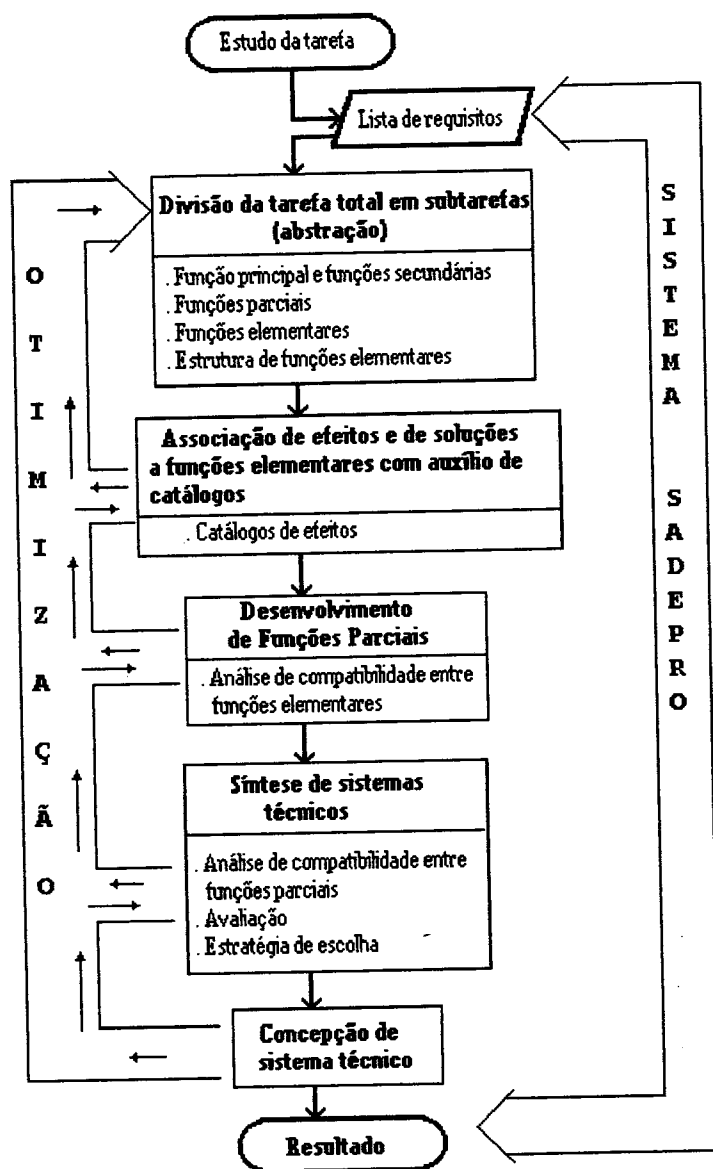 Estudo da tarefa
Lista de requisitos
Divisão da tarefa total em subtarefas
(abstração)
. Função principal e funções secundárias
. Funções parciais
. Funções elementares
. Estrutura de funções elementares
Associação de efeitos e de soluções
a funções elementares com auxílio de
catálogos
. Catálogos de efeitos
Desenvolvimento
de Funções Parciais
. Análise de compatibilidade entre
funções elementares
Síntese de sistemas
técnicos
. Análise de compatibilidade entre
funções parciais
. Avaliação
. Estratégia de escolha
Concepção de
sistema técnico
Resultado
OTIMIZAÇÃO
SISTEMA SADEPRO